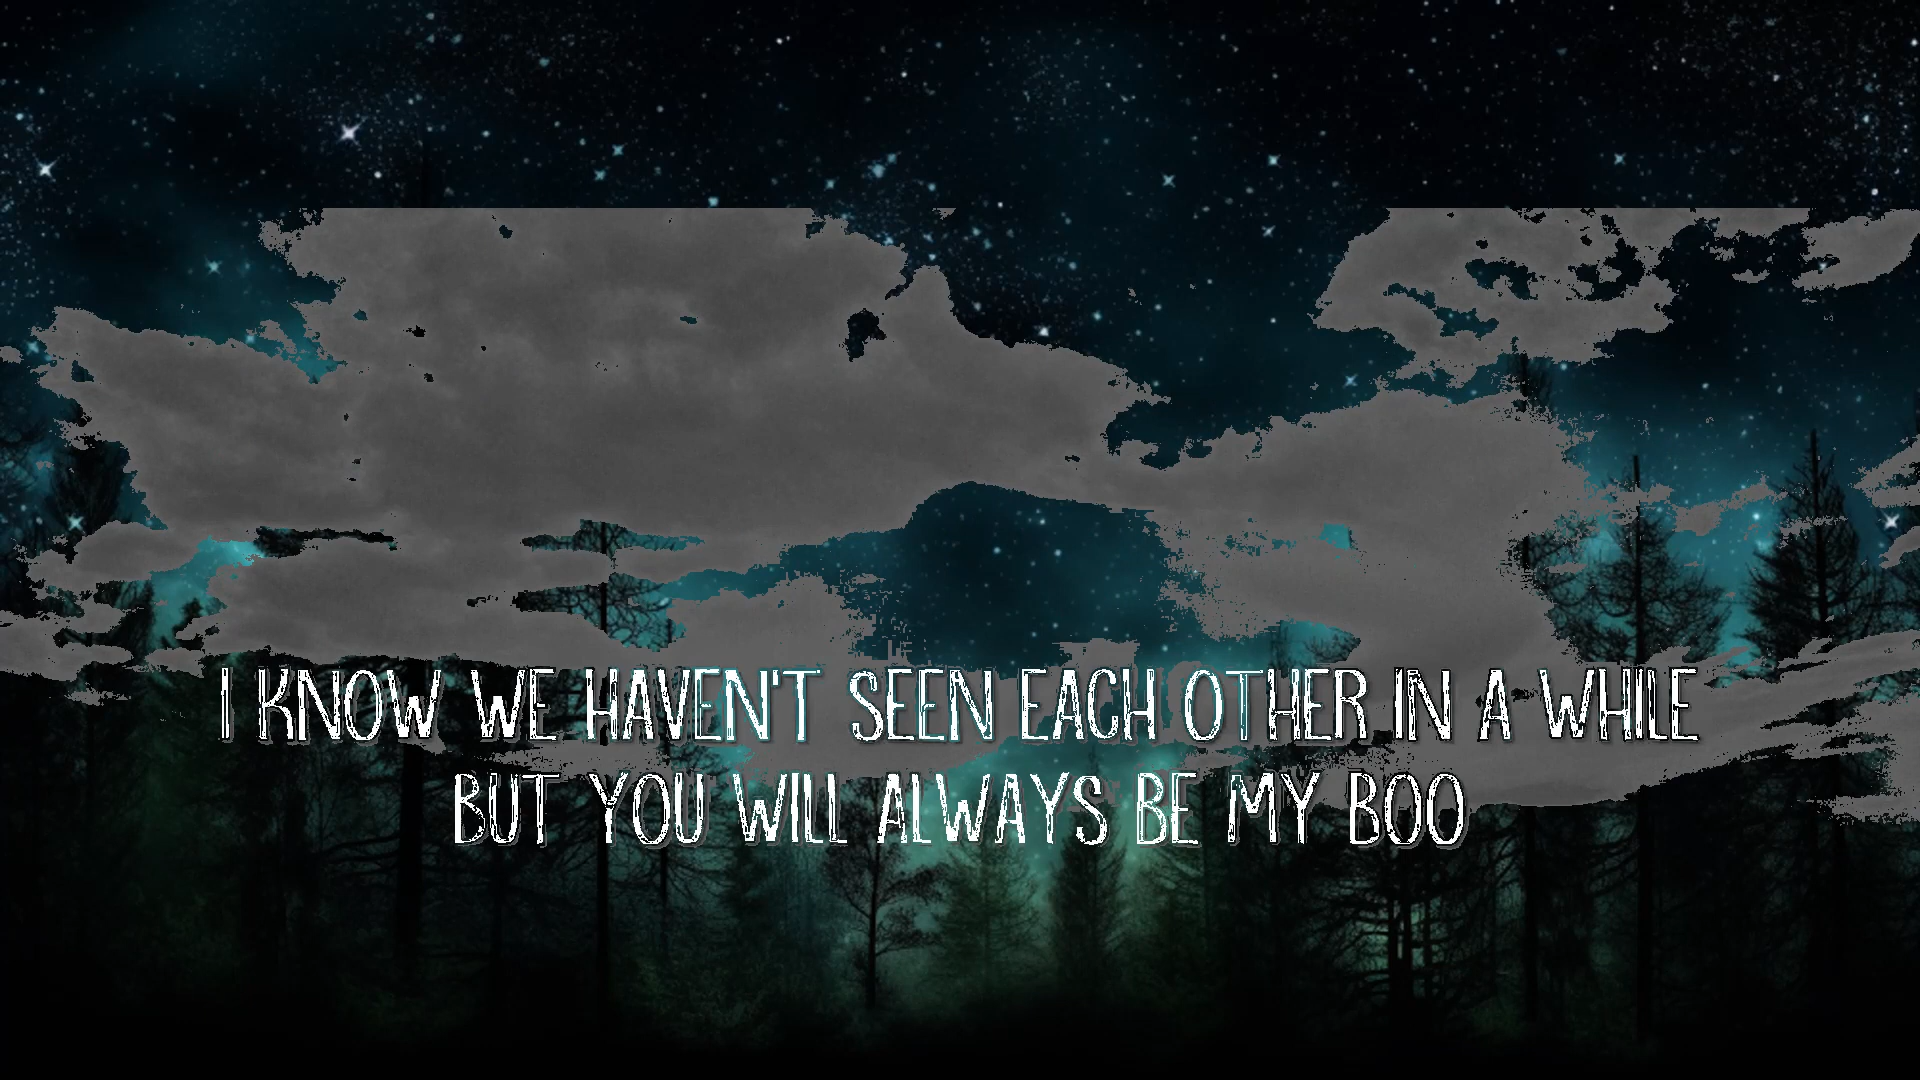 I KNOW WE HAVEN'T SEEN EACH OTHER IN A WHILE
BUT YOU WILL ALWAYS BE MY BOO